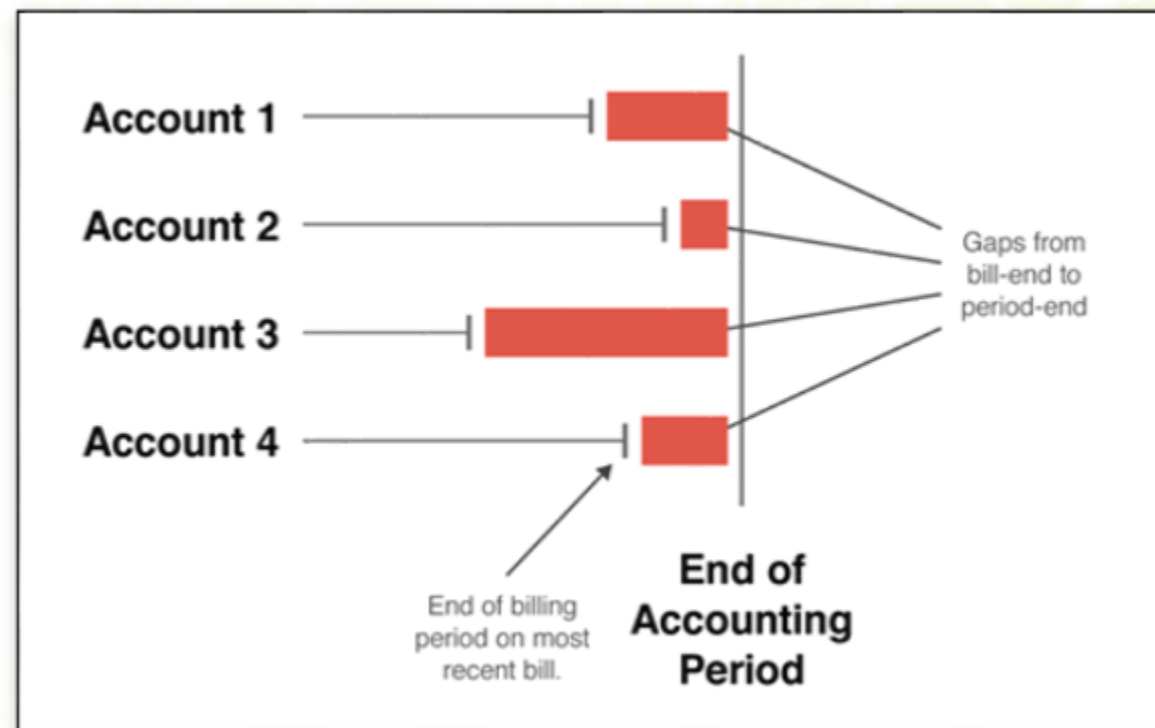 Account 1
Account 2
Account 3
Account 4
Gaps from
bill-end to
period-end
End of billing
period on most
recent bill.
End of
Accounting
Period